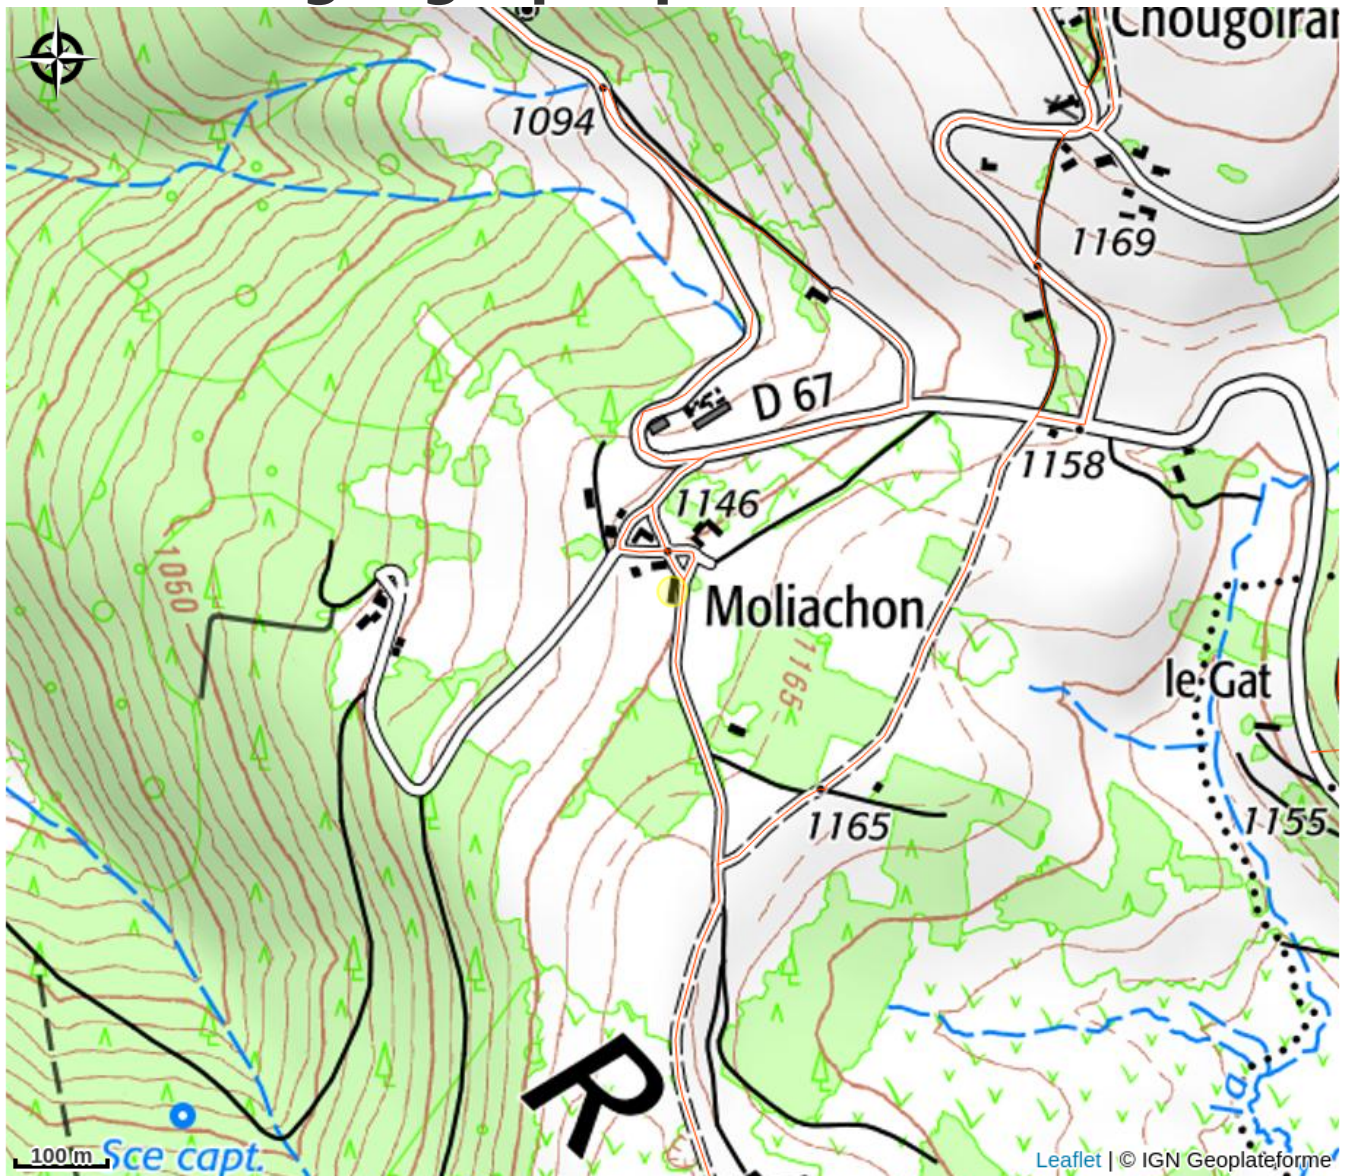 Chougoiran
1094
1169
D 67
1158
1146
1050
Moliachon
1165
le Gat
1165
1155
R
la
Sce capt.
100 m
Leaflet | © IGN Geoplateforme